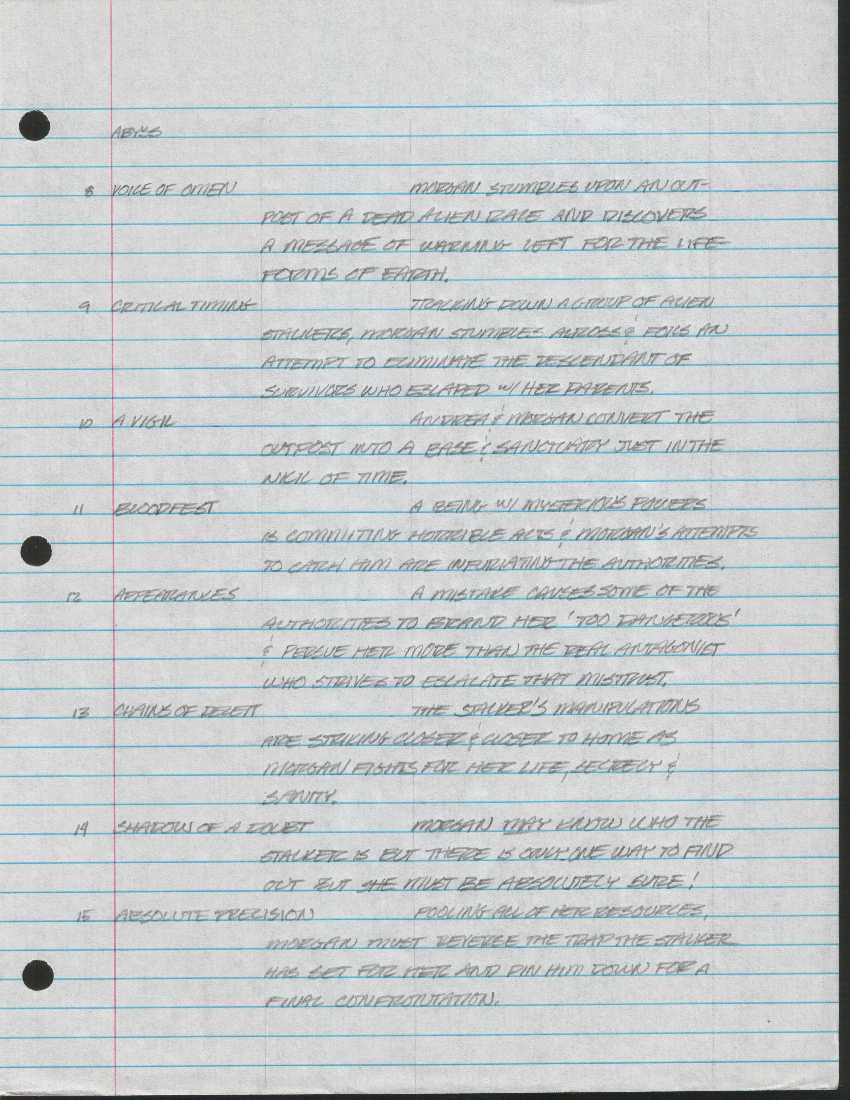 ABYSS
8 VOICE OF OMEN MORGAN STUMBLES UPON AN OUT-
POST OF A DEAD ALIEN RACE AND DISCOVERS
A MESSAGE OF WARNING LEFT FOR THE LIFE-
FORMS OF EARTH.
9 CRITICAL TIMING TRACKING DOWN A GROUP OF ALIEN
STALKERS, MORGAN STUMBLES ACROSS & FOILS AN
ATTEMPT TO ELIMINATE THE DESCENDANT OF
SURVIVORS WHO ESCAPED W/ HER PARENTS.
10 A VIGIL ANDREA & MORGAN CONVERT THE
OUTPOST INTO A BASE & SANCTUARY JUST IN THE
NICK OF TIME.
11 BLOODFEST A BEING W/ MYSTERIOUS POWERS
IS COMMITTING HORRIBLE ACTS & MORGAN'S ATTEMPTS
TO CATCH HIM ARE INFURIATING THE AUTHORITIES.
12 APPEARANCES A MISTAKE CAUSES SOME OF THE
AUTHORITIES TO BRAND HER 'TOO DANGEROUS'
& PERSUE HER MORE THAN THE REAL ANTAGONIST
WHO STRIVES TO ESCALATE THAT MISTRUST.
13 CHAINS OF DECEIT THE STALKER'S MANIPULATIONS
ARE STRIKING CLOSER & CLOSER TO HOME AS
MORGAN FIGHTS FOR HER LIFE, SECRECY &
SANITY.
14 SHADOW OF A DOUBT MORGAN MAY KNOW WHO THE
STALKER IS BUT THERE IS ONLY ONE WAY TO FIND
OUT BUT SHE MUST BE ABSOLUTELY SURE!
15 ABSOLUTE PRECISION POOLING ALL OF HER RESOURCES,
MORGAN MUST REVERSE THE TRAP THE STALKER
HAS SET FOR HER AND PIN HIM DOWN FOR A
FINAL CONFRONTATION.